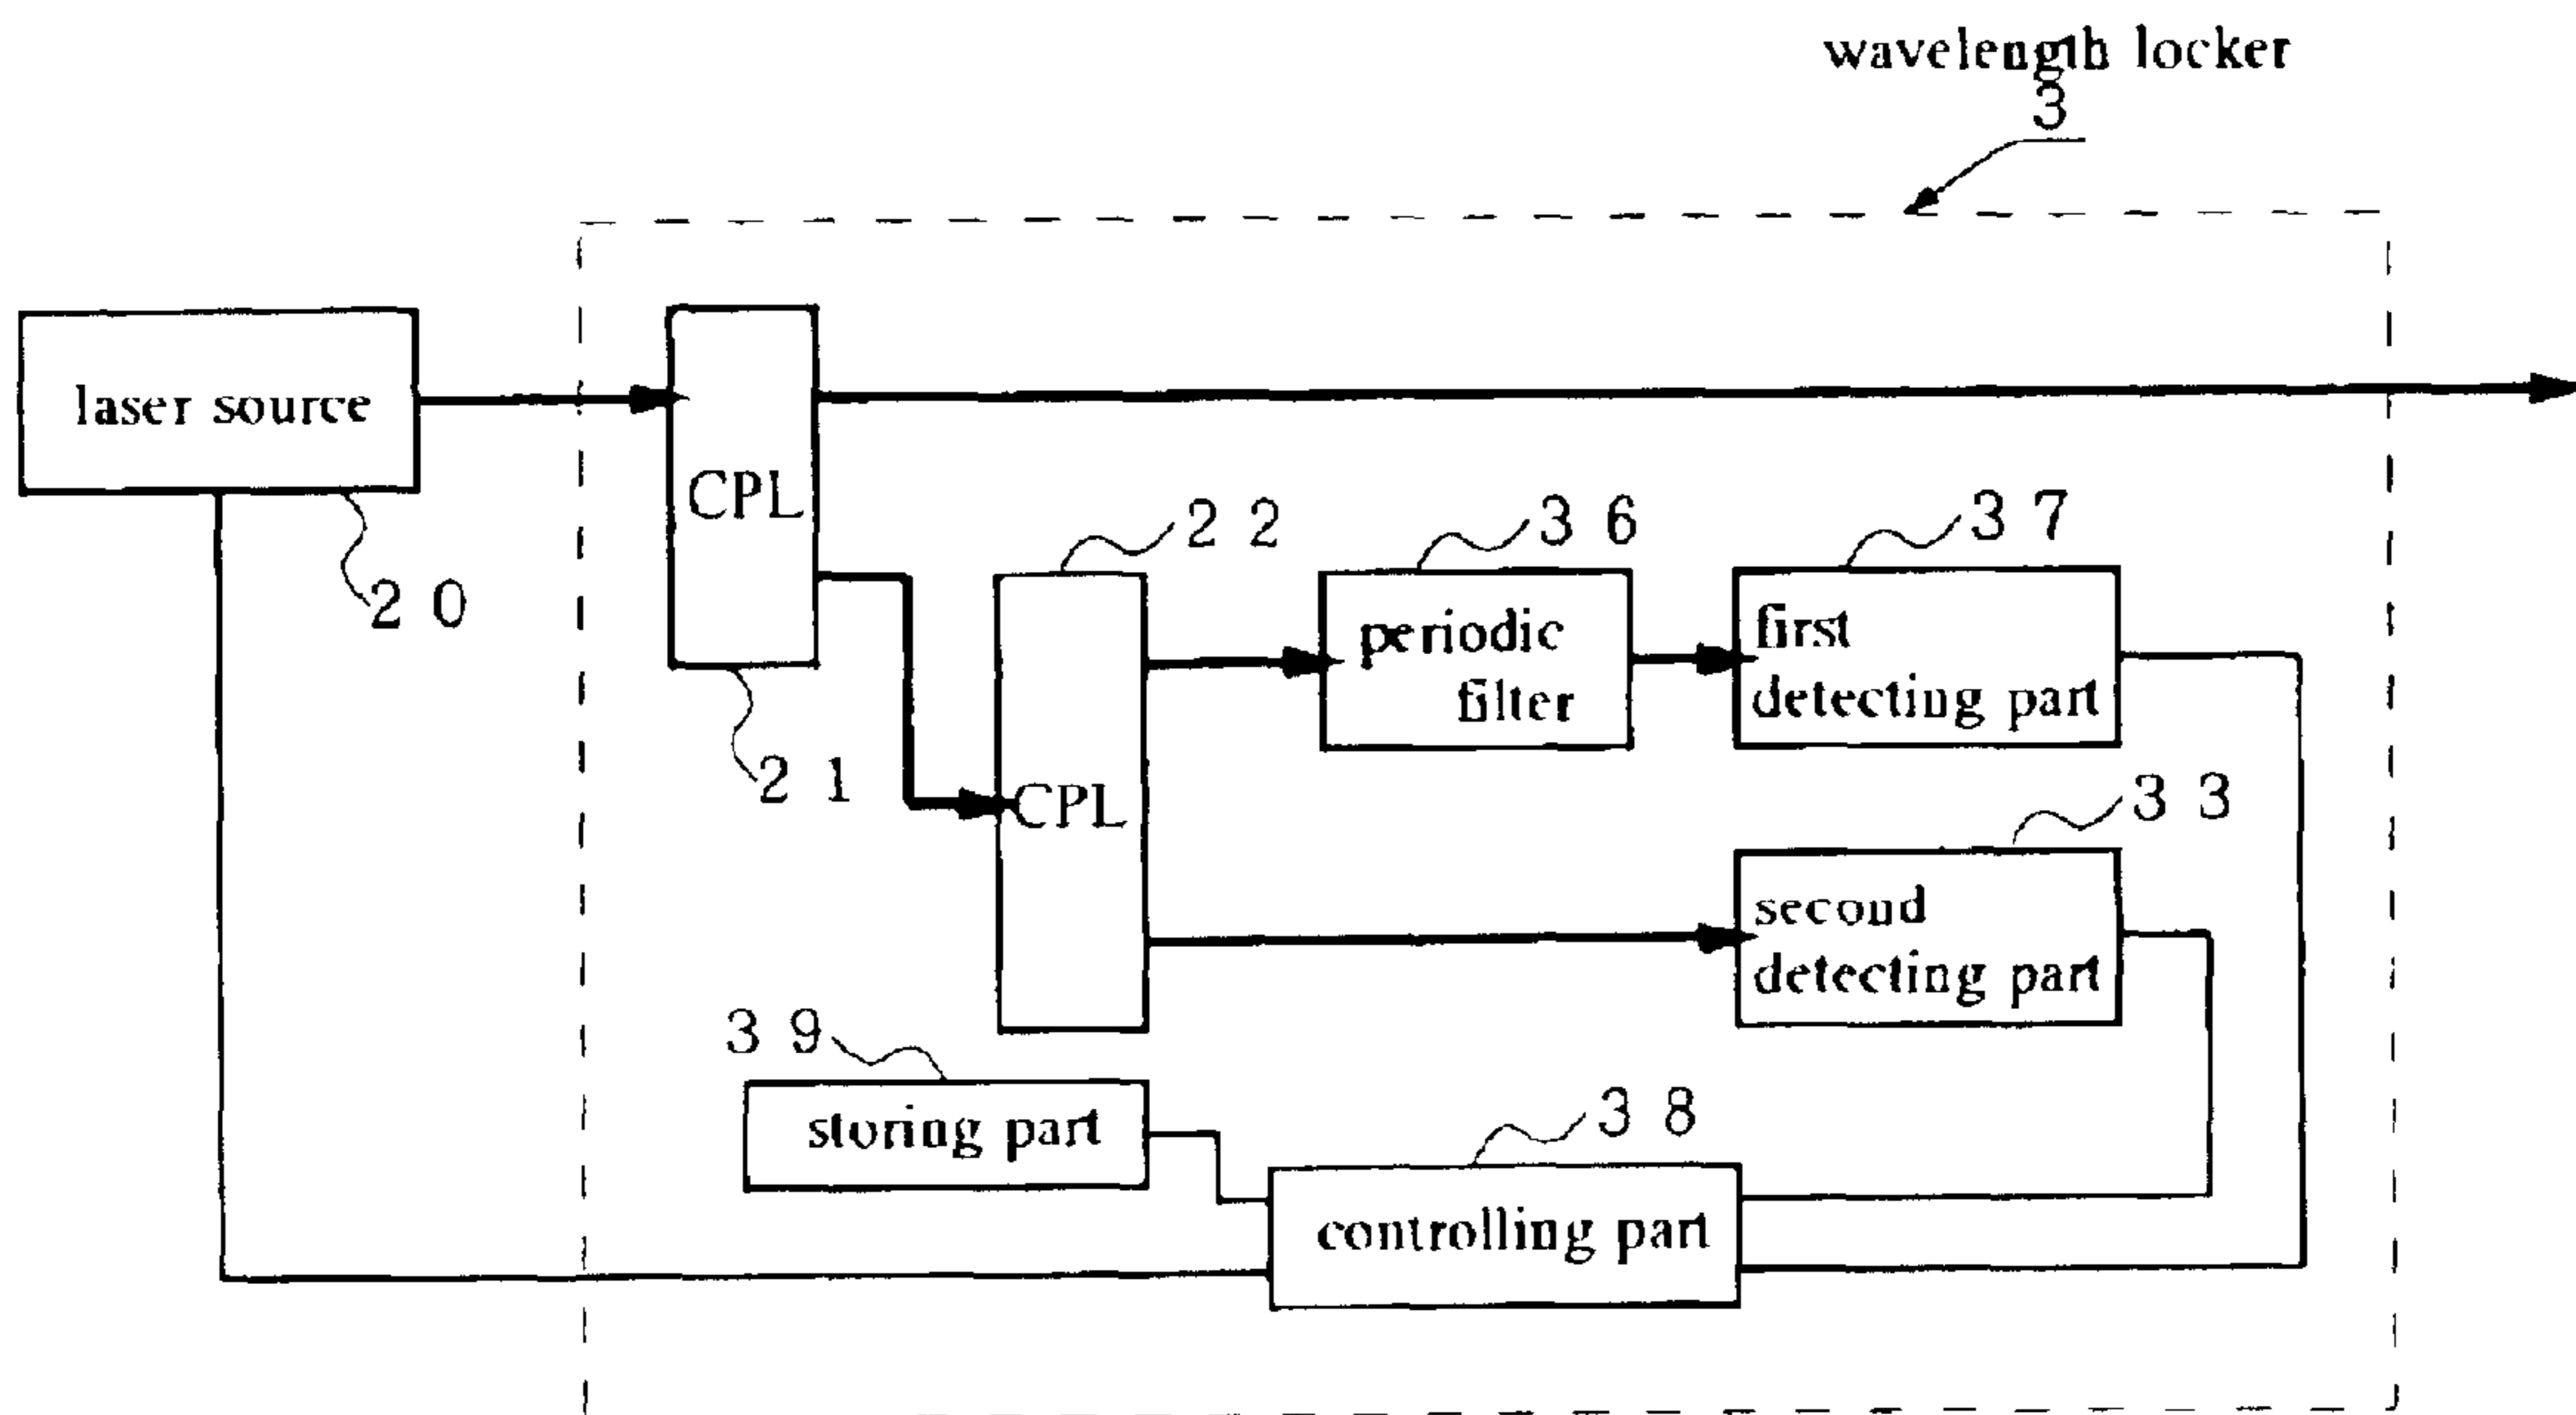 wavelength locker
3
laser source
20
CPL
21
22
CPL
36
periodic
filter
37
first
detecting part
33
second
detecting part
39
storing part
38
controlling part